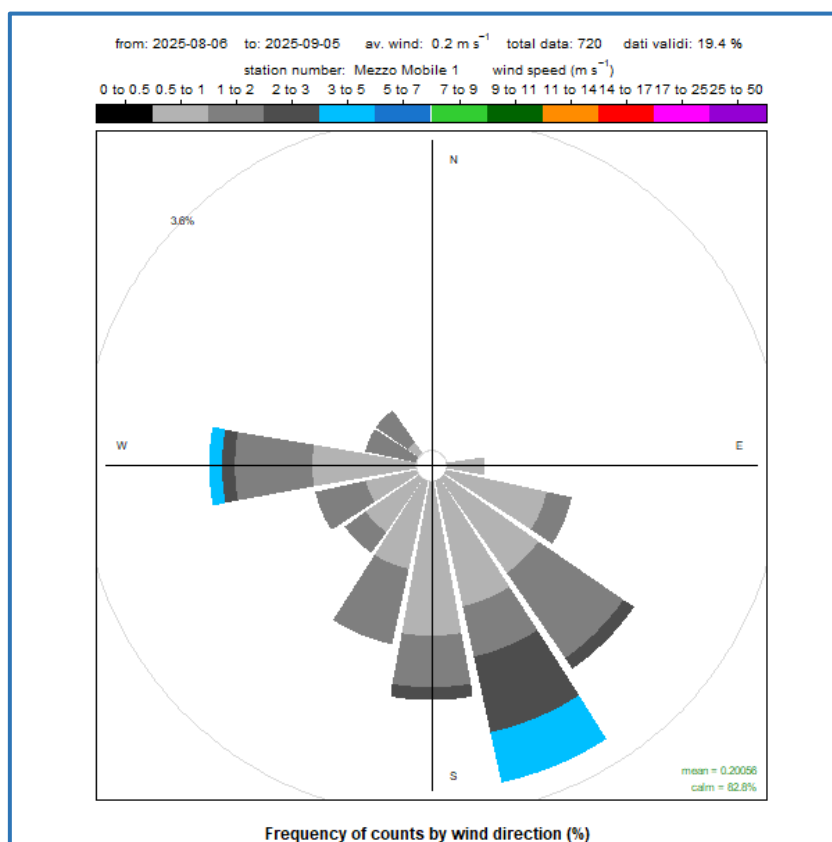 from: 2025-08-06 to: 2025-09-05 av. wind: 0.2 m s⁻¹ total data: 720 dati validi: 19.4 %
station number: Mezzo Mobile 1 wind speed (m s⁻¹)
0 to 0.5 0.5 to 1 1 to 2 2 to 3 3 to 5 5 to 7 7 to 9 9 to 11 11 to 14 14 to 17 17 to 25 25 to 50
N
3.6%
W E
S
mean = 0.20056
calm = 82.8%
Frequency of counts by wind direction (%)